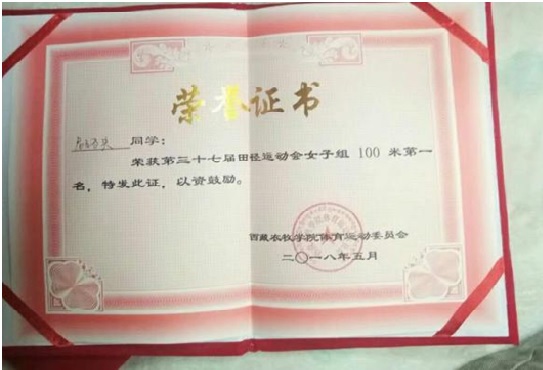 荣誉证书
同学：
荣获第三十七届田径运动会女子组 100 米第一
名，特发此证，以资鼓励。
西藏农牧学院体育运动委员会
二〇一八年五月